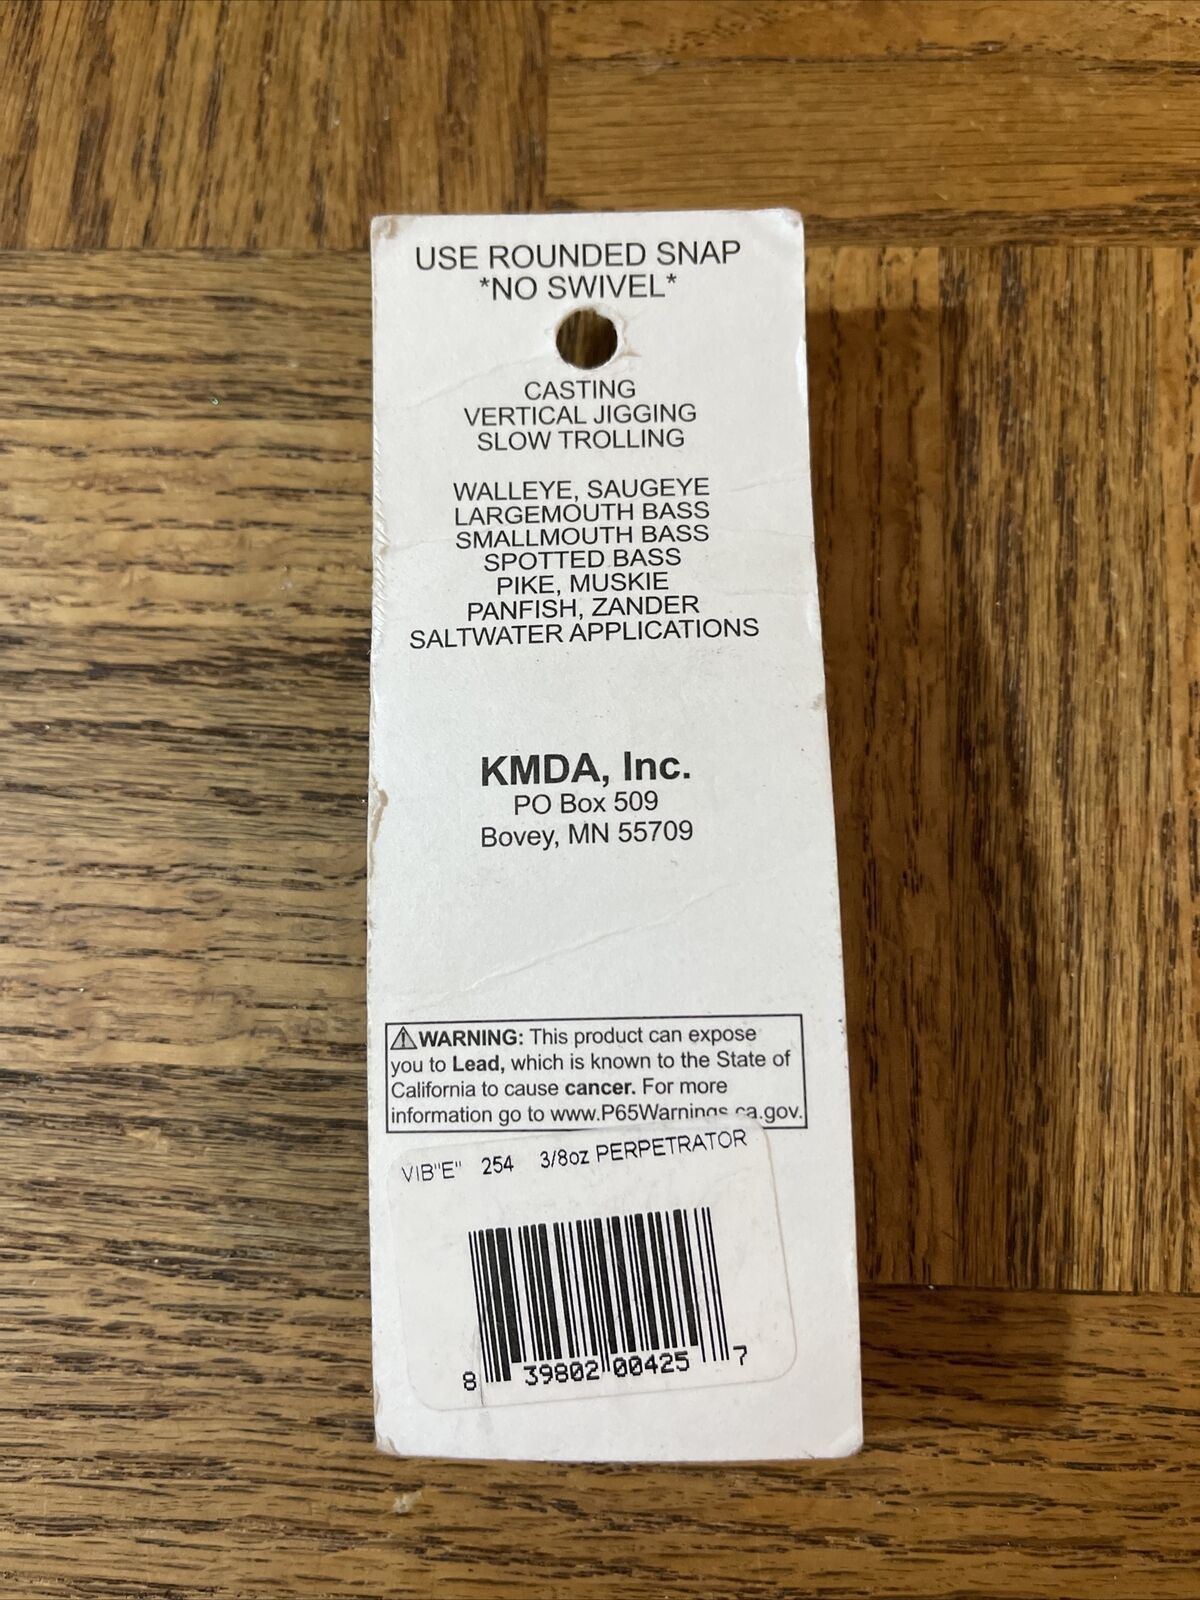 USE ROUNDED SNAP
*NO SWIVEL*
CASTING
VERTICAL JIGGING
SLOW TROLLING
WALLEYE, SAUGEYE
LARGEMOUTH BASS
SMALLMOUTH BASS
SPOTTED BASS
PIKE, MUSKIE
PANFISH, ZANDER
SALTWATER APPLICATIONS
KMDA, Inc.
PO Box 509
Bovey, MN 55709
⚠WARNING: This product can expose
you to Lead, which is known to the State of
California to cause cancer. For more
information go to www.P65Warnings.ca.gov.
VIB"E" 254 3/8oz PERPETRATOR
8 39802 00425 7